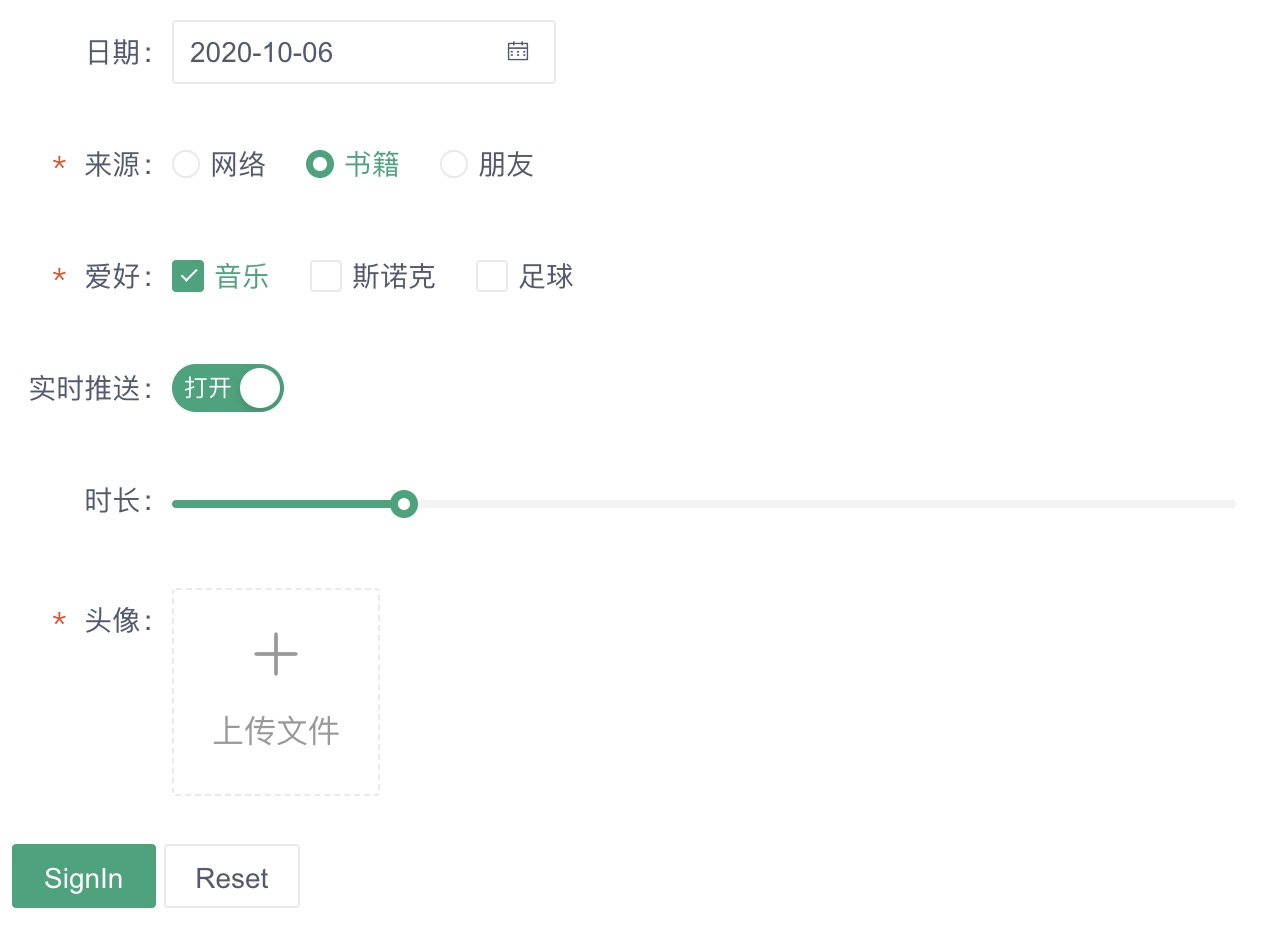 日期: 2020-10-06
* 来源: 网络 书籍 朋友
* 爱好: 音乐 斯诺克 足球
实时推送: 打开
时长:
* 头像:
上传文件
SignIn Reset